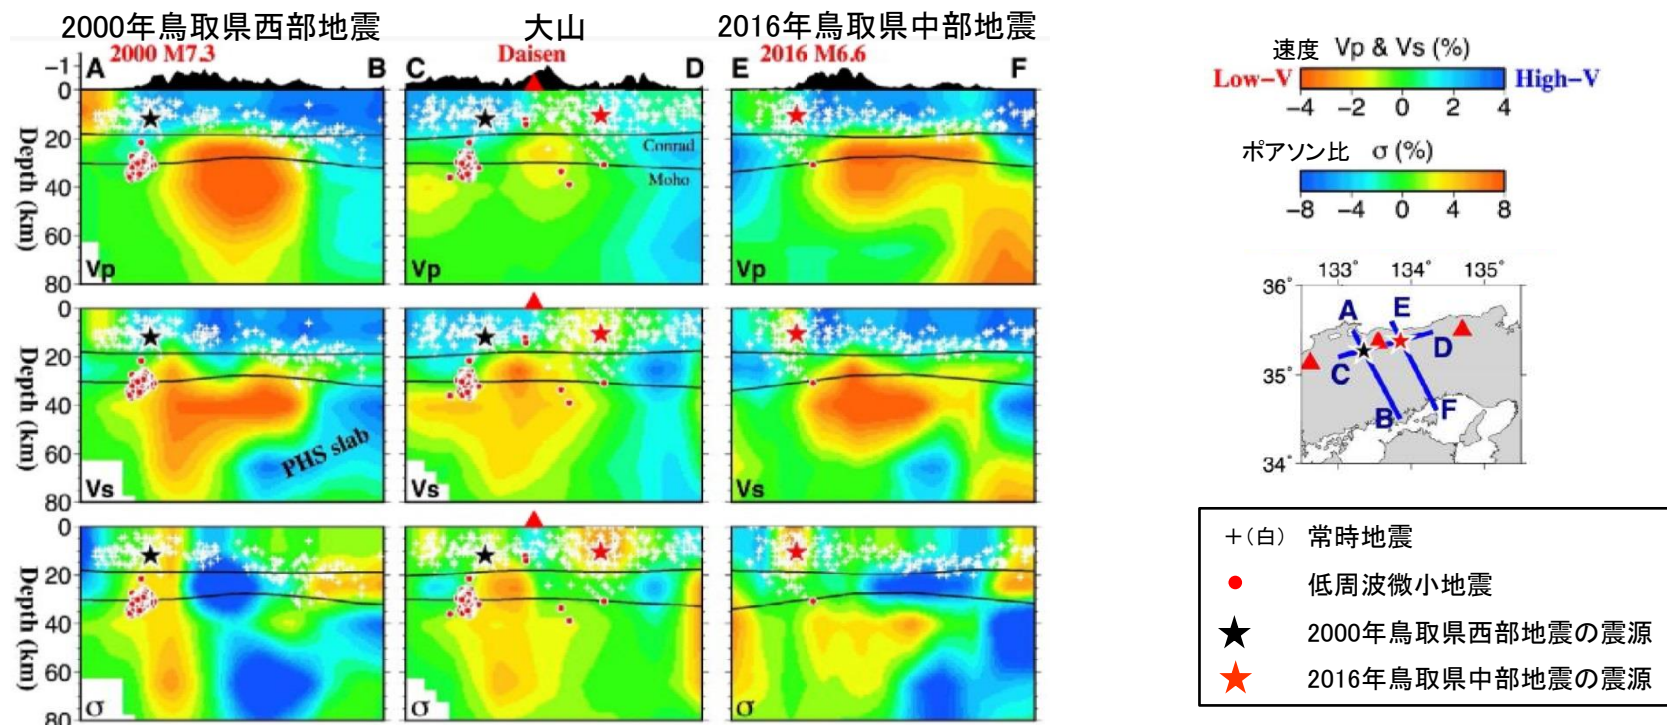 2000年鳥取県西部地震
大山
2016年鳥取県中部地震
A 2000 M7.3 B
C Daisen D
E 2016 M6.6 F
−1
0
20
40
60
80
Depth (km)
Vp
Vp
Conrad
Moho
Vp
0
20
40
60
80
Depth (km)
Vs
PHS slab
Vs
Vs
0
20
40
60
80
Depth (km)
σ
σ
σ
速度 Vp & Vs (%)
Low−V High−V
−4 −2 0 2 4
ポアソン比 σ (%)
−8 −4 0 4 8
133° 134° 135°
36°
35°
34°
A
E
D
C
B
F
+(白) 常時地震
低周波微小地震
2000年鳥取県西部地震の震源
2016年鳥取県中部地震の震源